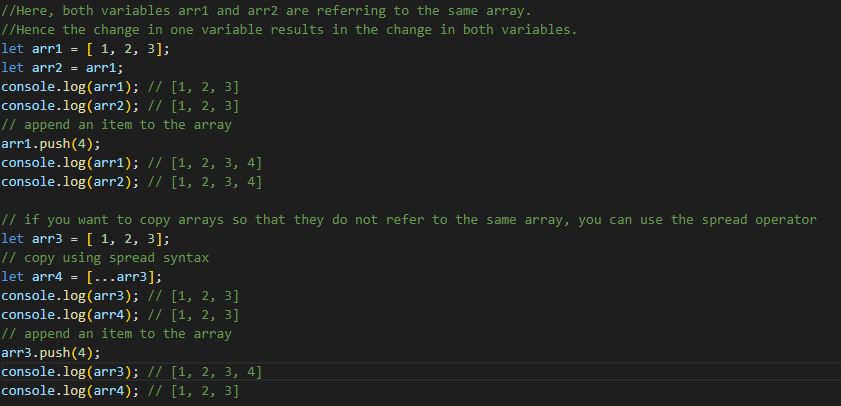 //Here, both variables arr1 and arr2 are referring to the same array.
//Hence the change in one variable results in the change in both variables.
let arr1 = [ 1, 2, 3];
let arr2 = arr1;
console.log(arr1); // [1, 2, 3]
console.log(arr2); // [1, 2, 3]
// append an item to the array
arr1.push(4);
console.log(arr1); // [1, 2, 3, 4]
console.log(arr2); // [1, 2, 3, 4]

// if you want to copy arrays so that they do not refer to the same array, you can use the spread operator
let arr3 = [ 1, 2, 3];
// copy using spread syntax
let arr4 = [...arr3];
console.log(arr3); // [1, 2, 3]
console.log(arr4); // [1, 2, 3]
// append an item to the array
arr3.push(4);
console.log(arr3); // [1, 2, 3, 4]
console.log(arr4); // [1, 2, 3]